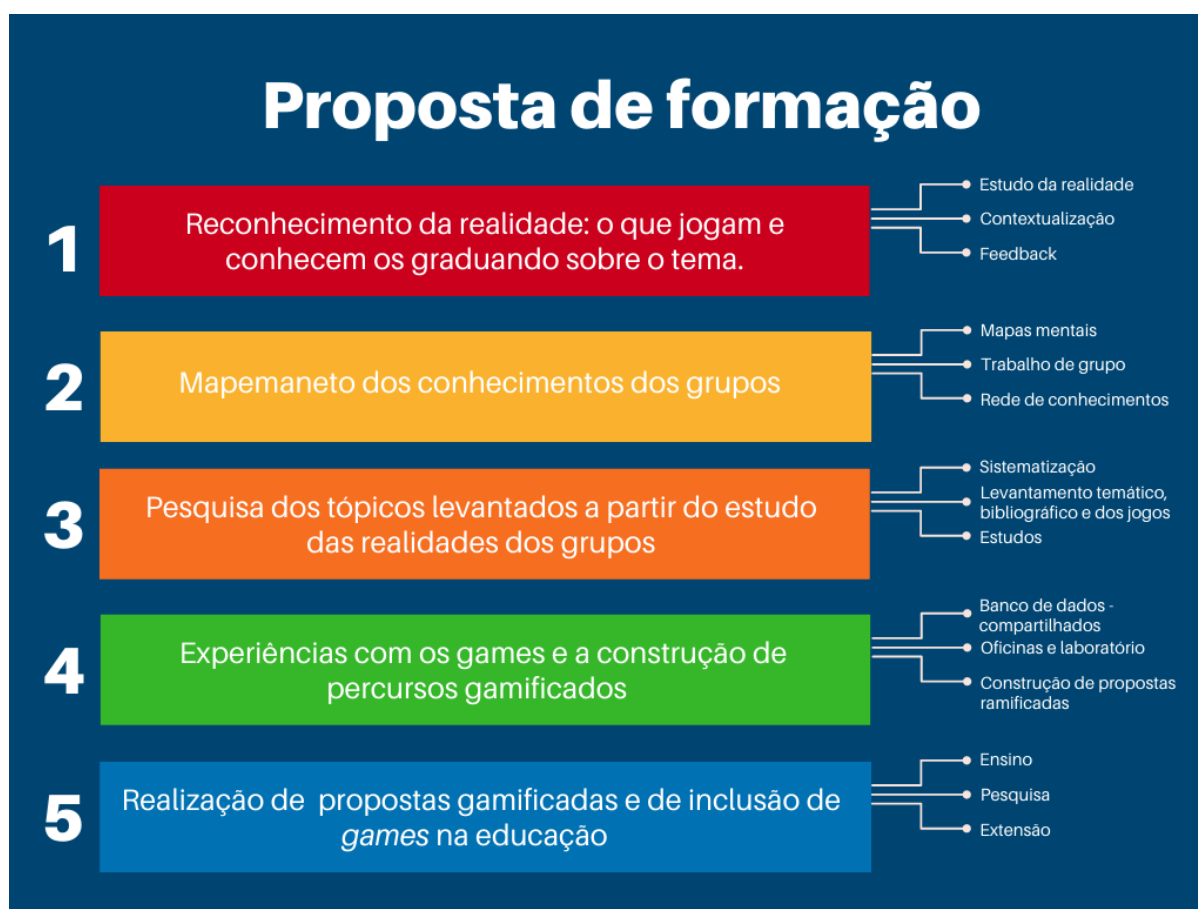 Proposta de formação
1
Reconhecimento da realidade: o que jogam e
conhecem os graduando sobre o tema.
Estudo da realidade
Contextualização
Feedback
2
Mapemaneto dos conhecimentos dos grupos
Mapas mentais
Trabalho de grupo
Rede de conhecimentos
3
Pesquisa dos tópicos levantados a partir do estudo
das realidades dos grupos
Sistematização
Levantamento temático,
bibliográfico e dos jogos
Estudos
4
Experiências com os games e a construção de
percursos gamificados
Banco de dados -
compartilhados
Oficinas e laboratório
Construção de propostas
ramificadas
5
Realização de propostas gamificadas e de inclusão de
games na educação
Ensino
Pesquisa
Extensão